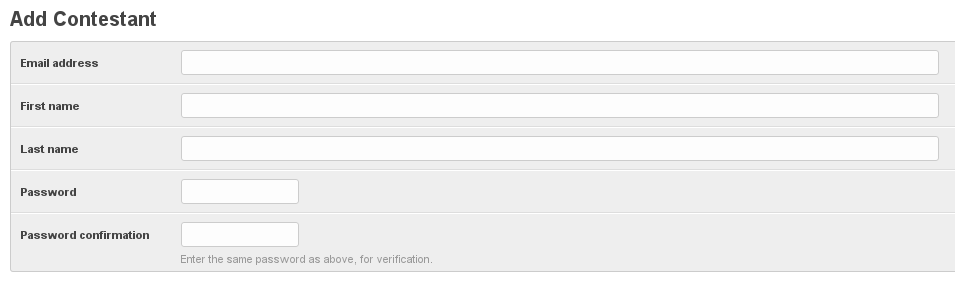 Add Contestant
Email address
First name
Last name
Password
Password confirmation
Enter the same password as above, for verification.